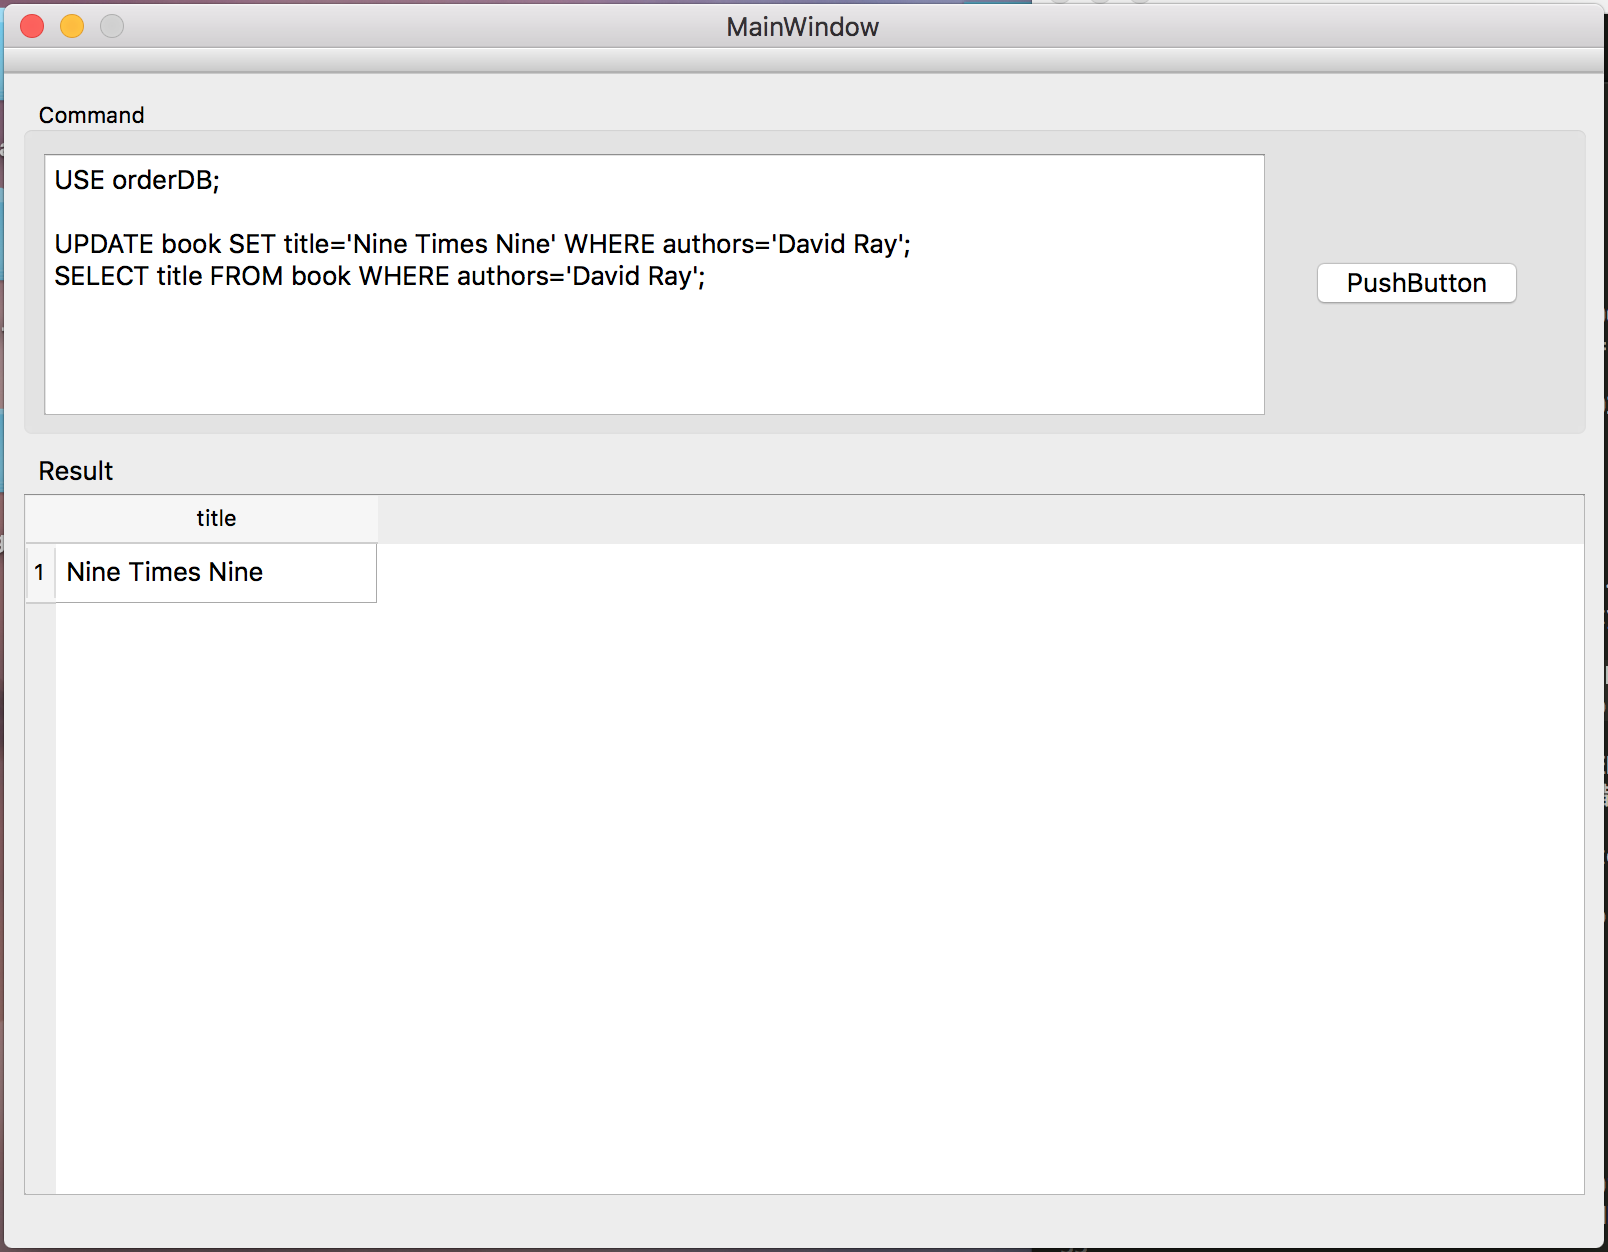 MainWindow
Command
USE orderDB;
UPDATE book SET title='Nine Times Nine' WHERE authors='David Ray';
SELECT title FROM book WHERE authors='David Ray';
PushButton
Result
title
1 Nine Times Nine